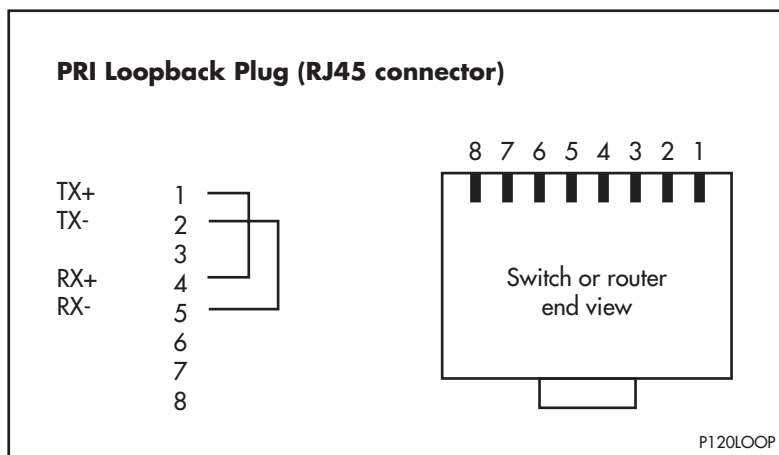 PRI Loopback Plug (RJ45 connector)
TX+ 1
TX- 2
3
RX+ 4
RX- 5
6
7
8
8 7 6 5 4 3 2 1
Switch or router
end view
P120LOOP